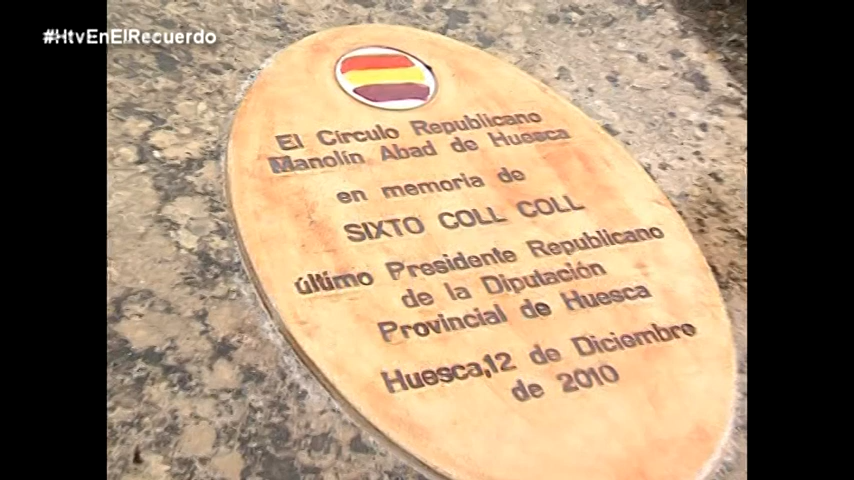 #HtvEnElRecuerdo
El Círculo Republicano
Manolín Abad de Huesca
en memoria de
SIXTO COLL COLL
último Presidente Republicano
de la Diputación
Provincial de Huesca
Huesca,12 de Diciembre
de 2010